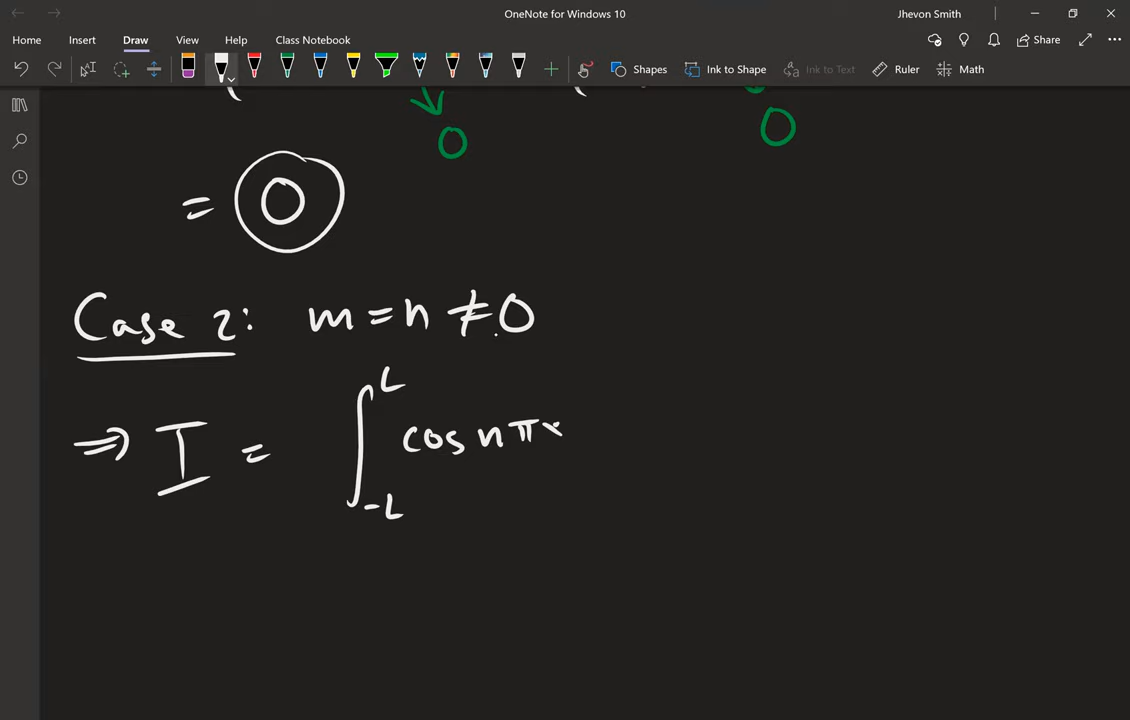 OneNote for Windows 10
Jhevon Smith
Home Insert Draw View Help Class Notebook
Share
Shapes Ink to Shape Ink to Text Ruler Math
0 0
= 0
Case 2: m = n ≠ 0
⇒ I = ∫_{-L}^{L} cos nπx